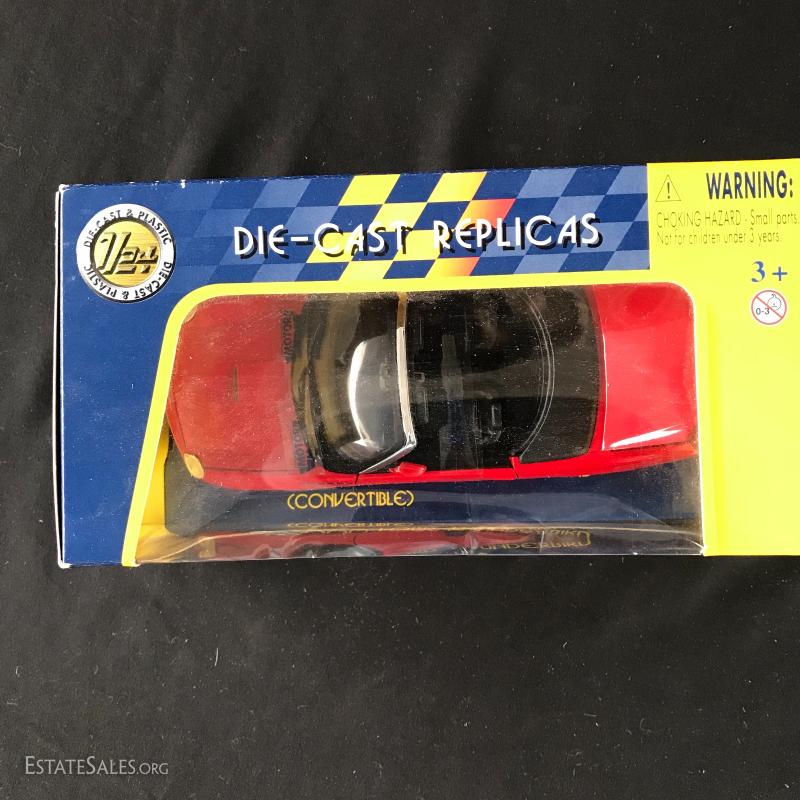 DIE-CAST & PLASTIC DIE-CAST & PLASTIC
1/24
DIE-CAST REPLICAS
WARNING:
CHOKING HAZARD - Small parts
Not for children under 3 years.
3+
0-3
(CONVERTIBLE)
(CONVERTIBLE)
ESTATESALES.ORG